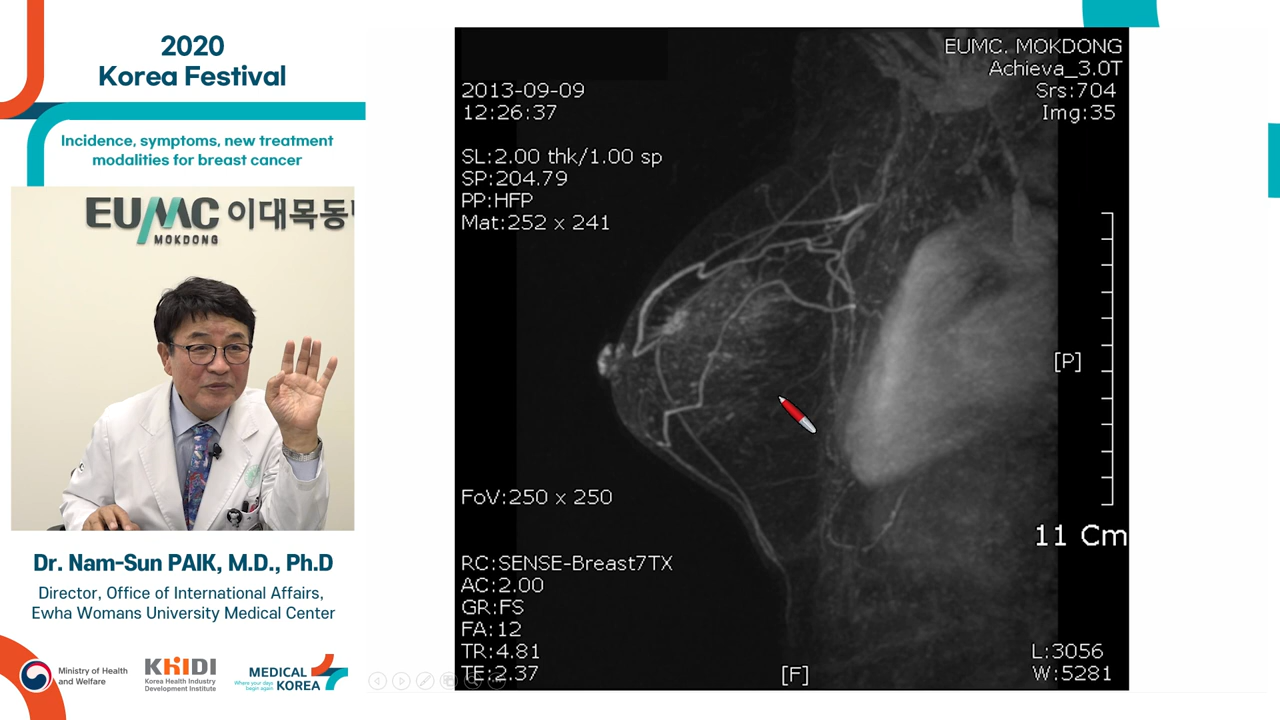 2020
Korea Festival
Incidence, symptoms, new treatment
modalities for breast cancer
EUMC 이대목동
MOKDONG
Dr. Nam-Sun PAIK, M.D., Ph.D
Director, Office of International Affairs,
Ewha Womans University Medical Center
Ministry of Health
and Welfare
KHIDI
Korea Health Industry
Development Institute
MEDICAL
KOREA
Where your days
begin again
EUMC. MOKDONG
Achieva_3.0T
Srs:704
Img:35
2013-09-09
12:26:37
SL:2.00 thk/1.00 sp
SP:204.79
PP:HFP
Mat:252 x 241
[P]
FoV:250 x 250
11 Cm
RC:SENSE-Breast7TX
AC:2.00
GR:FS
FA:12
TR:4.81
TE:2.37
[F]
L:3056
W:5281